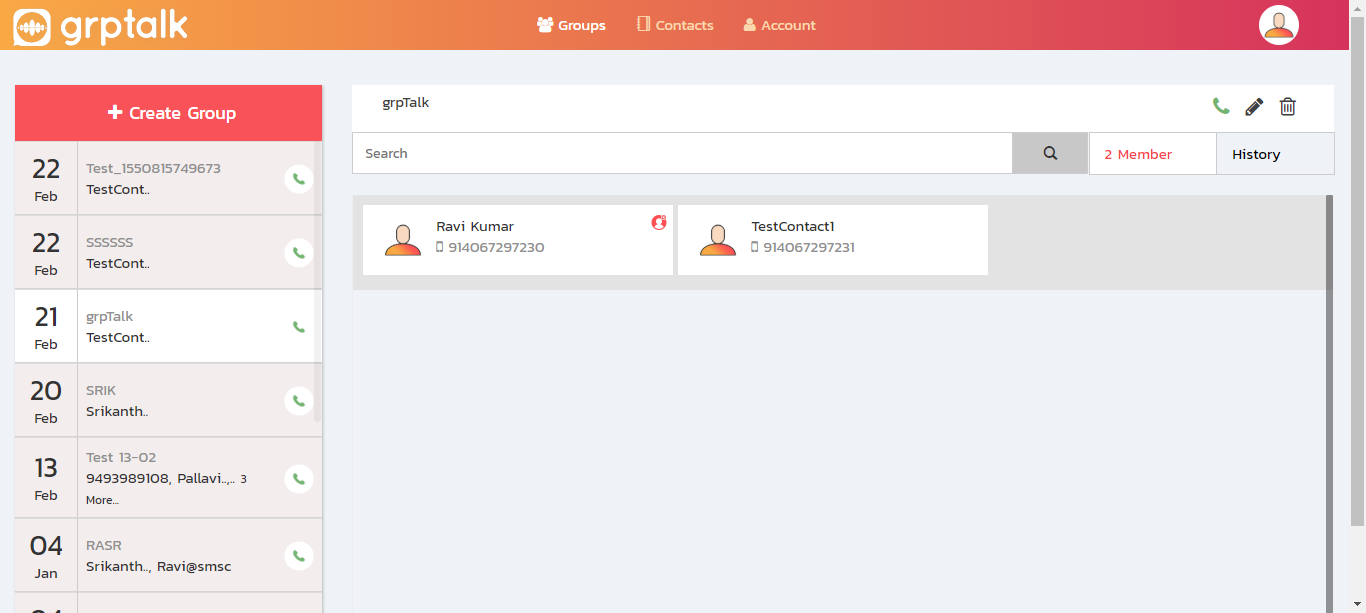 grptalk
Groups
Contacts
Account
Create Group
22
Feb
Test_1550815749673
TestCont..
22
Feb
SSSSSS
TestCont..
21
Feb
grpTalk
TestCont..
20
Feb
SRIK
Srikanth..
13
Feb
Test 13-02
9493989108, Pallavi..,.. 3
More...
04
Jan
RASR
Srikanth.., Ravi@smsc
grpTalk
Search
2 Member
History
Ravi Kumar
914067297230
TestContact1
914067297231